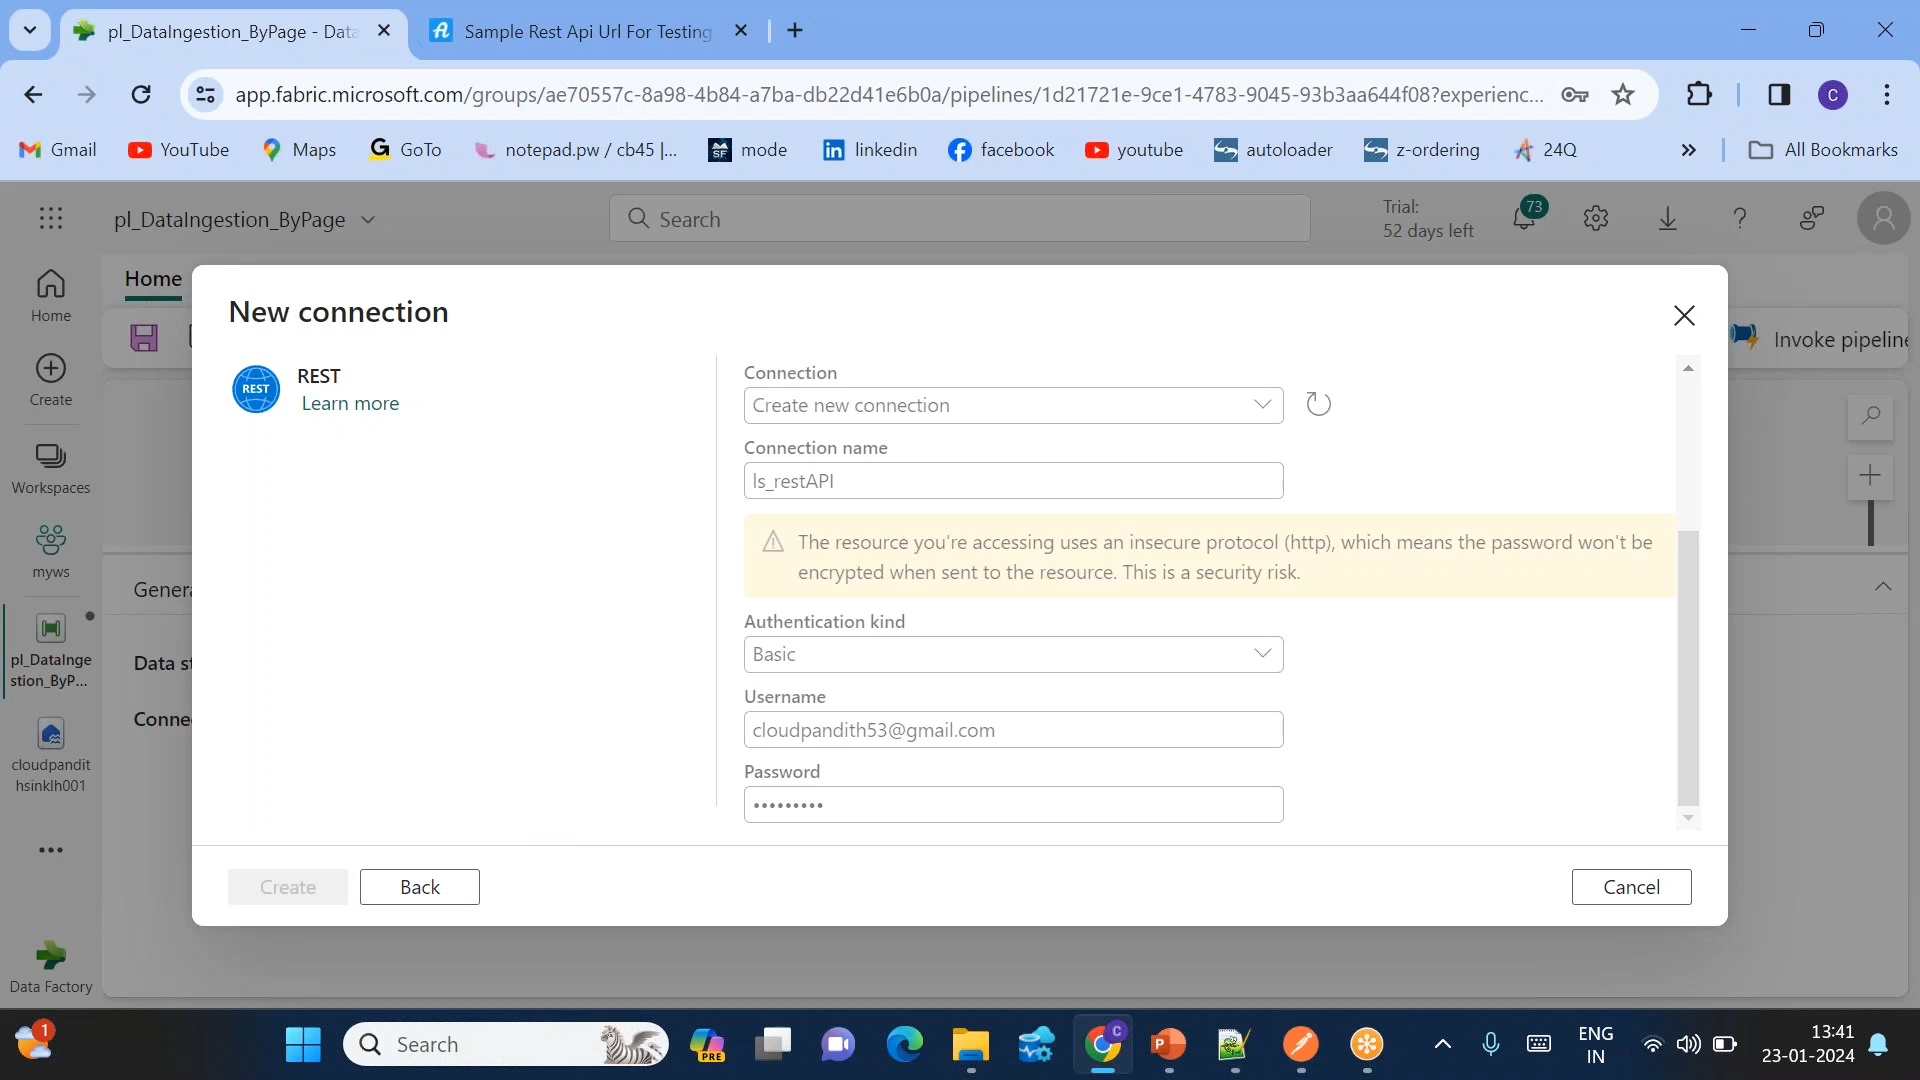 pl_DataIngestion_ByPage - Data
Sample Rest Api Url For Testing
app.fabric.microsoft.com/groups/ae70557c-8a98-4b84-a7ba-db22d41e6b0a/pipelines/1d21721e-9ce1-4783-9045-93b3aa644f08?experienc...
C
Gmail
YouTube
Maps
GoTo
notepad.pw / cb45 |...
mode
linkedin
facebook
youtube
autoloader
z-ordering
24Q
All Bookmarks
pl_DataIngestion_ByPage
Search
Trial:
52 days left
73
Home
Create
Workspaces
myws
pl_DataInge
stion_ByP...
cloudpandit
hsinklh001
Data Factory
Home
Invoke pipeline
Genera
Data st
Conne
New connection
REST
REST
Learn more
Connection
Create new connection
Connection name
ls_restAPI
The resource you're accessing uses an insecure protocol (http), which means the password won't be
encrypted when sent to the resource. This is a security risk.
Authentication kind
Basic
Username
cloudpandith53@gmail.com
Password
•••••••••
Create
Back
Cancel
1
Search
PRE
C
ENG
IN
13:41
23-01-2024